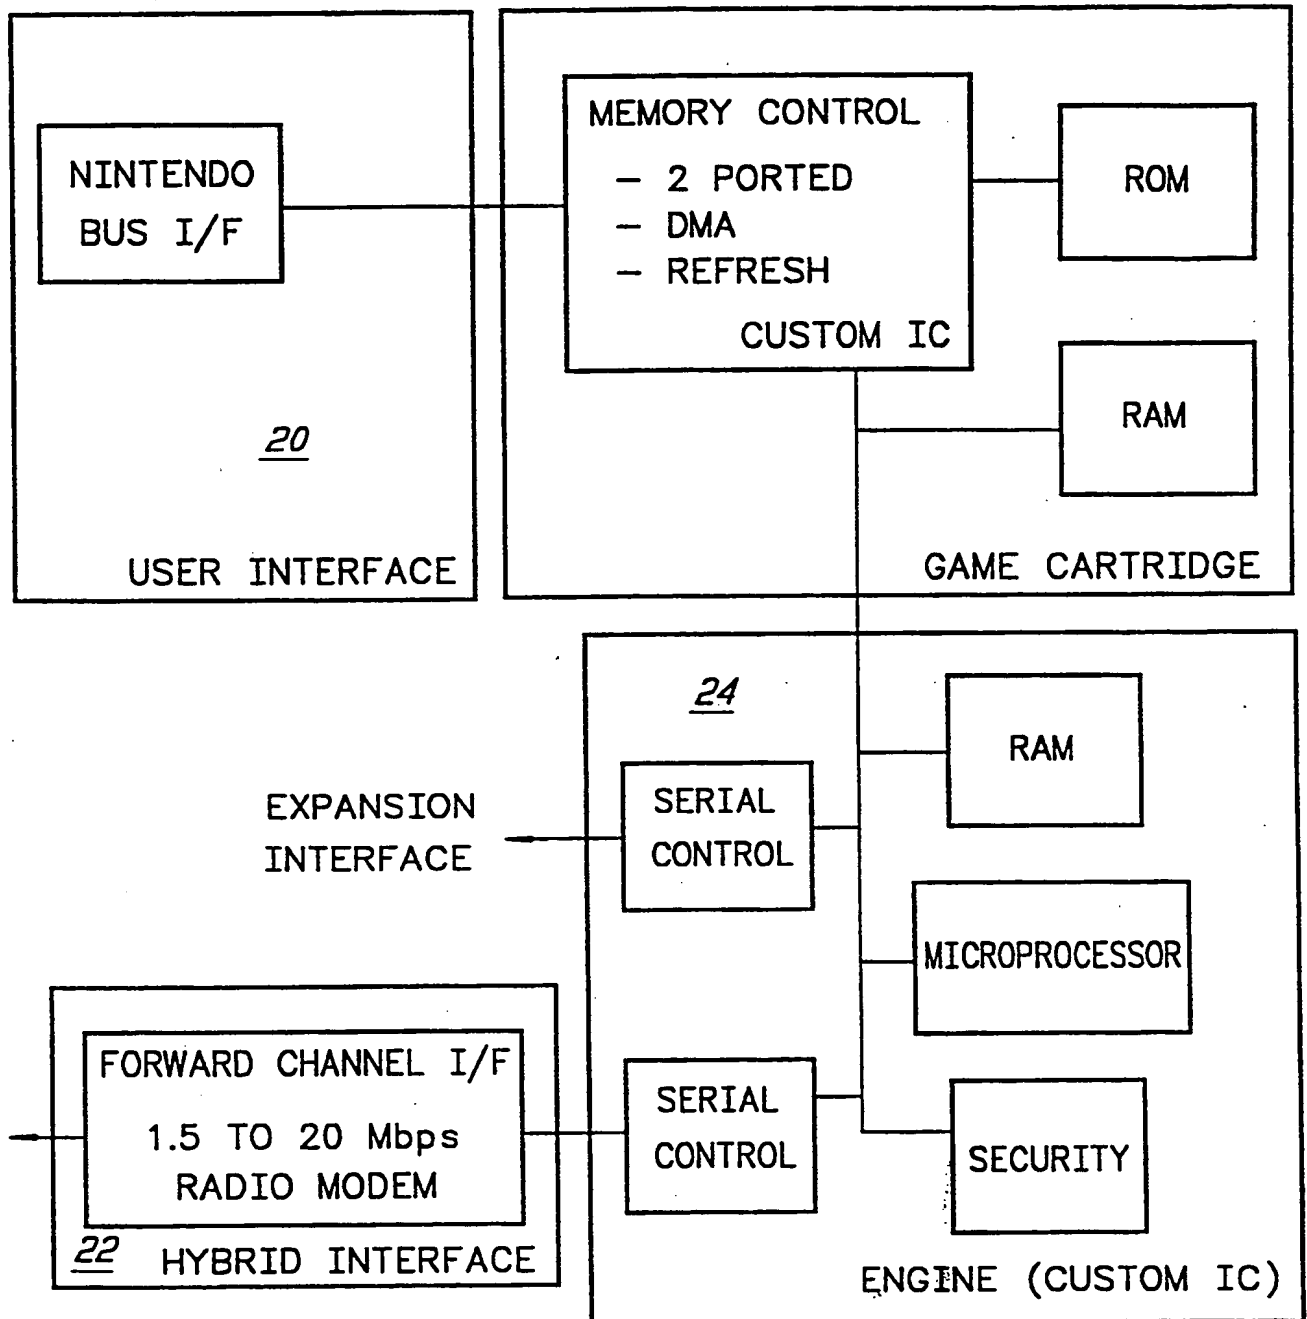 NINTENDO
BUS I/F
20
USER INTERFACE
MEMORY CONTROL
– 2 PORTED
– DMA
– REFRESH
CUSTOM IC
ROM
RAM
GAME CARTRIDGE
24
RAM
SERIAL
CONTROL
EXPANSION
INTERFACE
MICROPROCESSOR
FORWARD CHANNEL I/F
1.5 TO 20 Mbps
RADIO MODEM
22 HYBRID INTERFACE
SERIAL
CONTROL
SECURITY
ENGINE (CUSTOM IC)